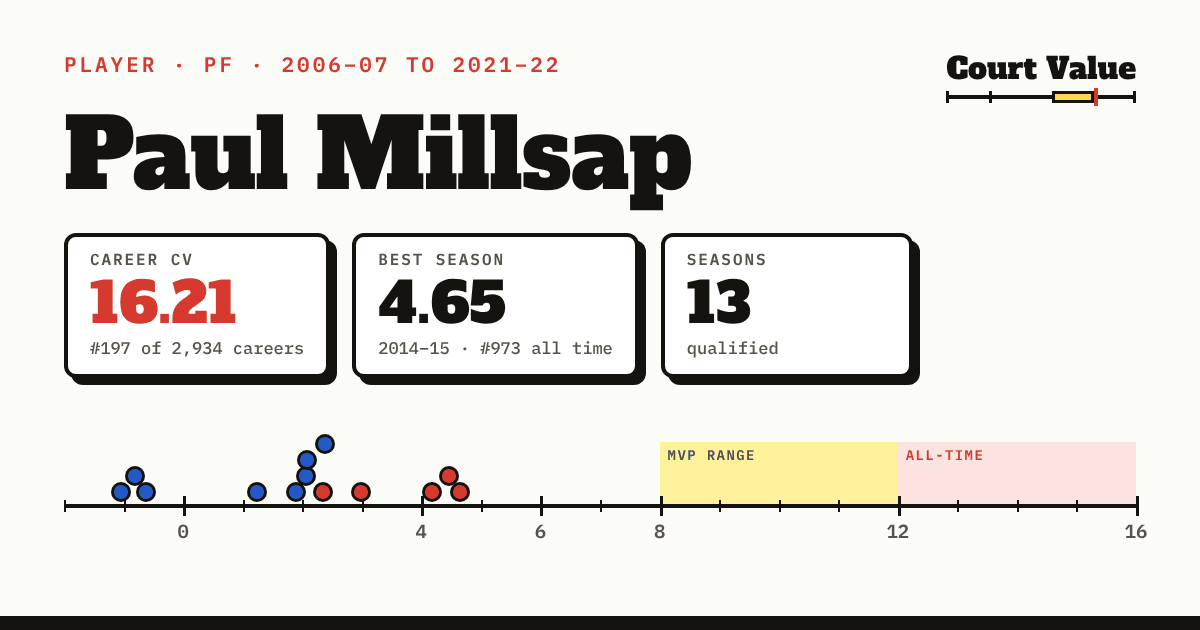 PLAYER · PF · 2006–07 TO 2021–22
Court Value
Paul Millsap
CAREER CV
16.21
#197 of 2,934 careers
BEST SEASON
4.65
2014–15 · #973 all time
SEASONS
13
qualified
MVP RANGE
ALL-TIME
0 4 6 8 12 16